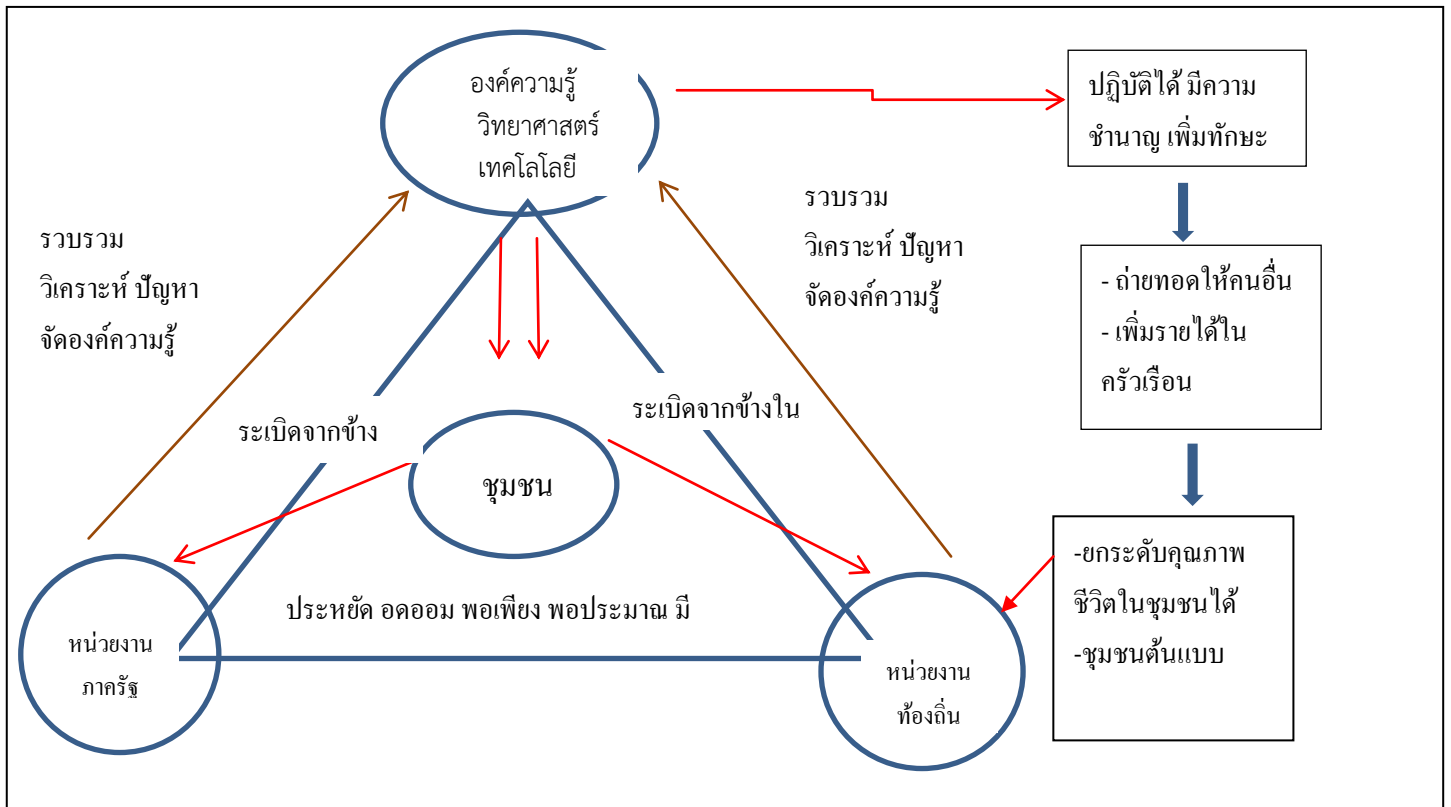 องค์ความรู้
วิทยาศาสตร์
เทคโลโลยี
ปฏิบัติได้ มีความ
ชำนาญ เพิ่มทักษะ
รวบรวม
วิเคราะห์ ปัญหา
จัดองค์ความรู้
รวบรวม
วิเคราะห์ ปัญหา
จัดองค์ความรู้
- ถ่ายทอดให้คนอื่น
- เพิ่มรายได้ใน
ครัวเรือน
ระเบิดจากข้าง
ระเบิดจากข้างใน
ชุมชน
ประหยัด อดออม พอเพียง พอประมาณ มี
หน่วยงาน
ภาครัฐ
หน่วยงาน
ท้องถิ่น
-ยกระดับคุณภาพ
ชีวิตในชุมชนได้
-ชุมชนต้นแบบ